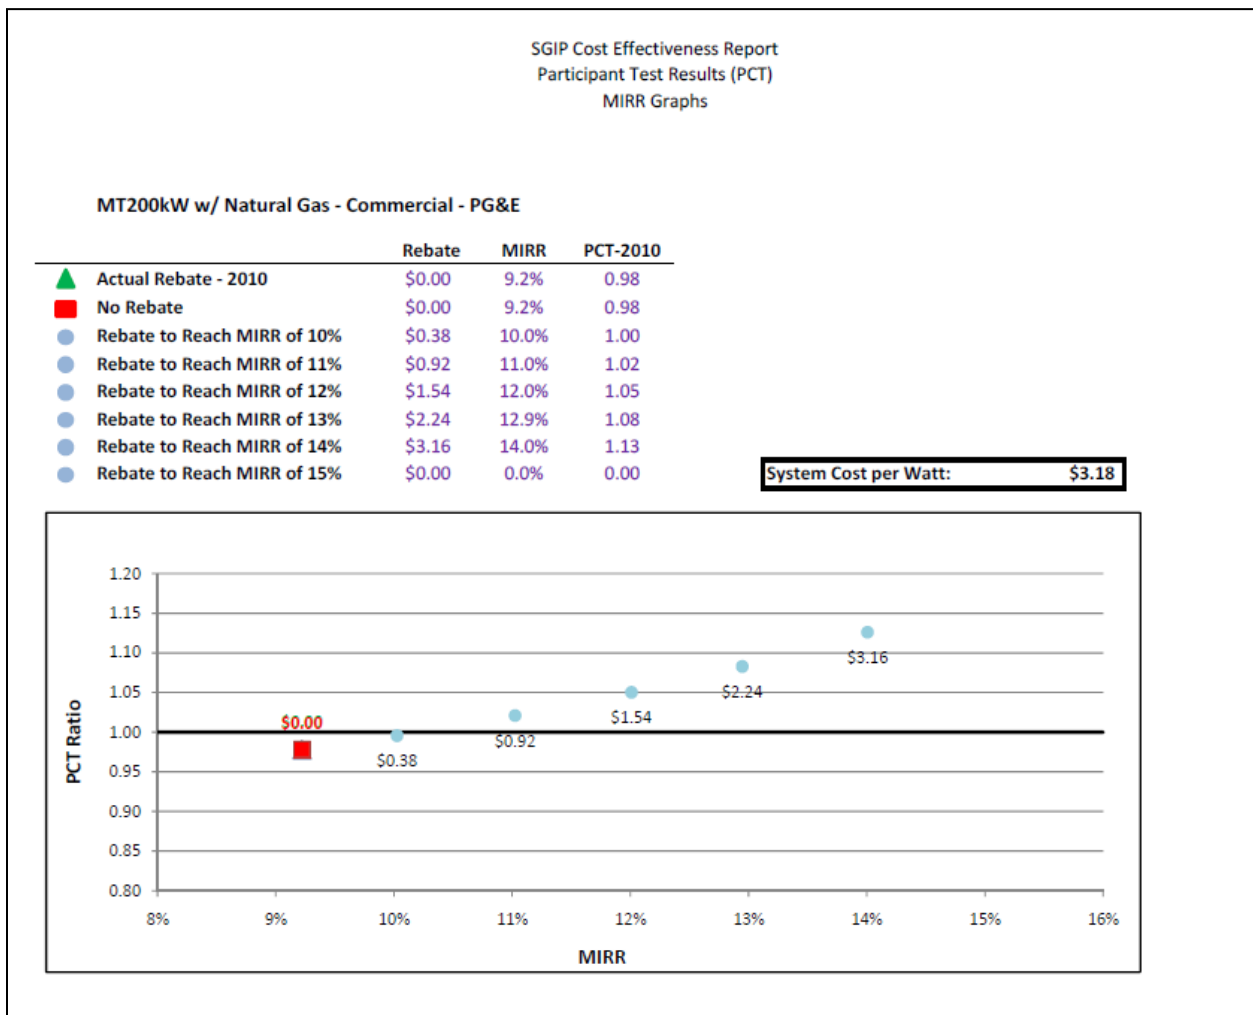 SGIP Cost Effectiveness Report
Participant Test Results (PCT)
MIRR Graphs
MT200kW w/ Natural Gas - Commercial - PG&E
Rebate MIRR PCT-2010
Actual Rebate - 2010 $0.00 9.2% 0.98
No Rebate $0.00 9.2% 0.98
Rebate to Reach MIRR of 10% $0.38 10.0% 1.00
Rebate to Reach MIRR of 11% $0.92 11.0% 1.02
Rebate to Reach MIRR of 12% $1.54 12.0% 1.05
Rebate to Reach MIRR of 13% $2.24 12.9% 1.08
Rebate to Reach MIRR of 14% $3.16 14.0% 1.13
Rebate to Reach MIRR of 15% $0.00 0.0% 0.00
System Cost per Watt: $3.18
PCT Ratio
1.20
1.15
1.10
1.05
1.00
0.95
0.90
0.85
0.80
$0.00
$0.38
$0.92
$1.54
$2.24
$3.16
8% 9% 10% 11% 12% 13% 14% 15% 16%
MIRR